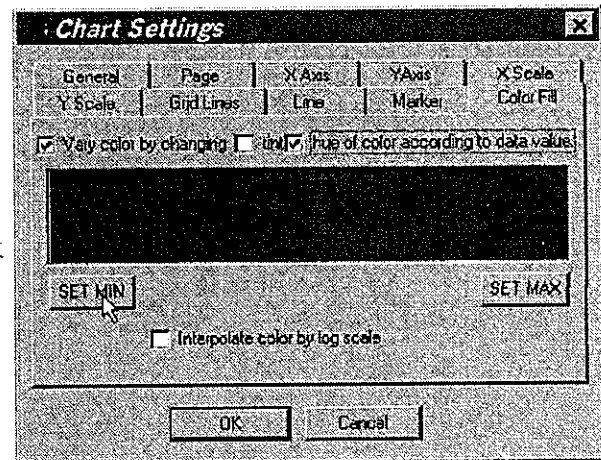 Chart Settings
General Page X Axis Y Axis X Scale
Y Scale Grid Lines Line Marker Color Fill
Vary color by changing tint hue of color according to data value.
SET MIN SET MAX
Interpolate color by log scale
OK Cancel